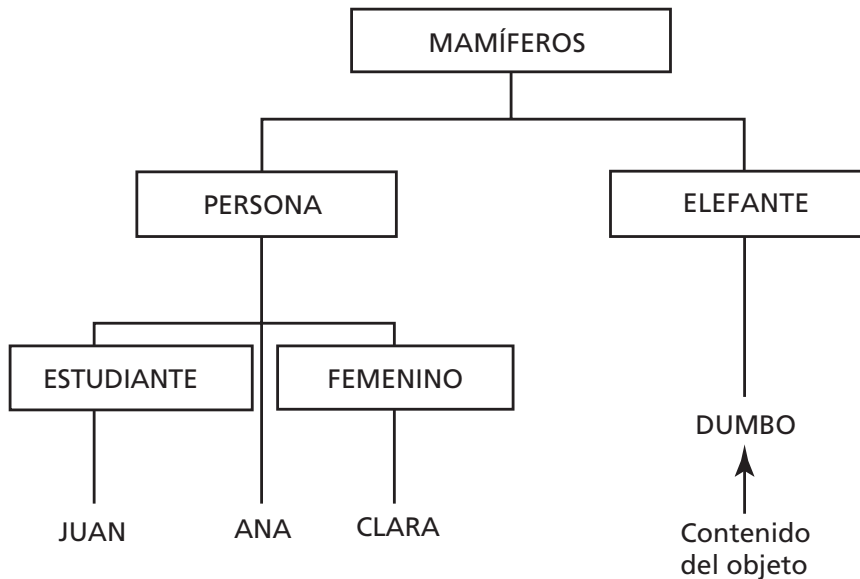 MAMÍFEROS
PERSONA
ELEFANTE
ESTUDIANTE
FEMENINO
DUMBO
JUAN
ANA
CLARA
Contenido
del objeto